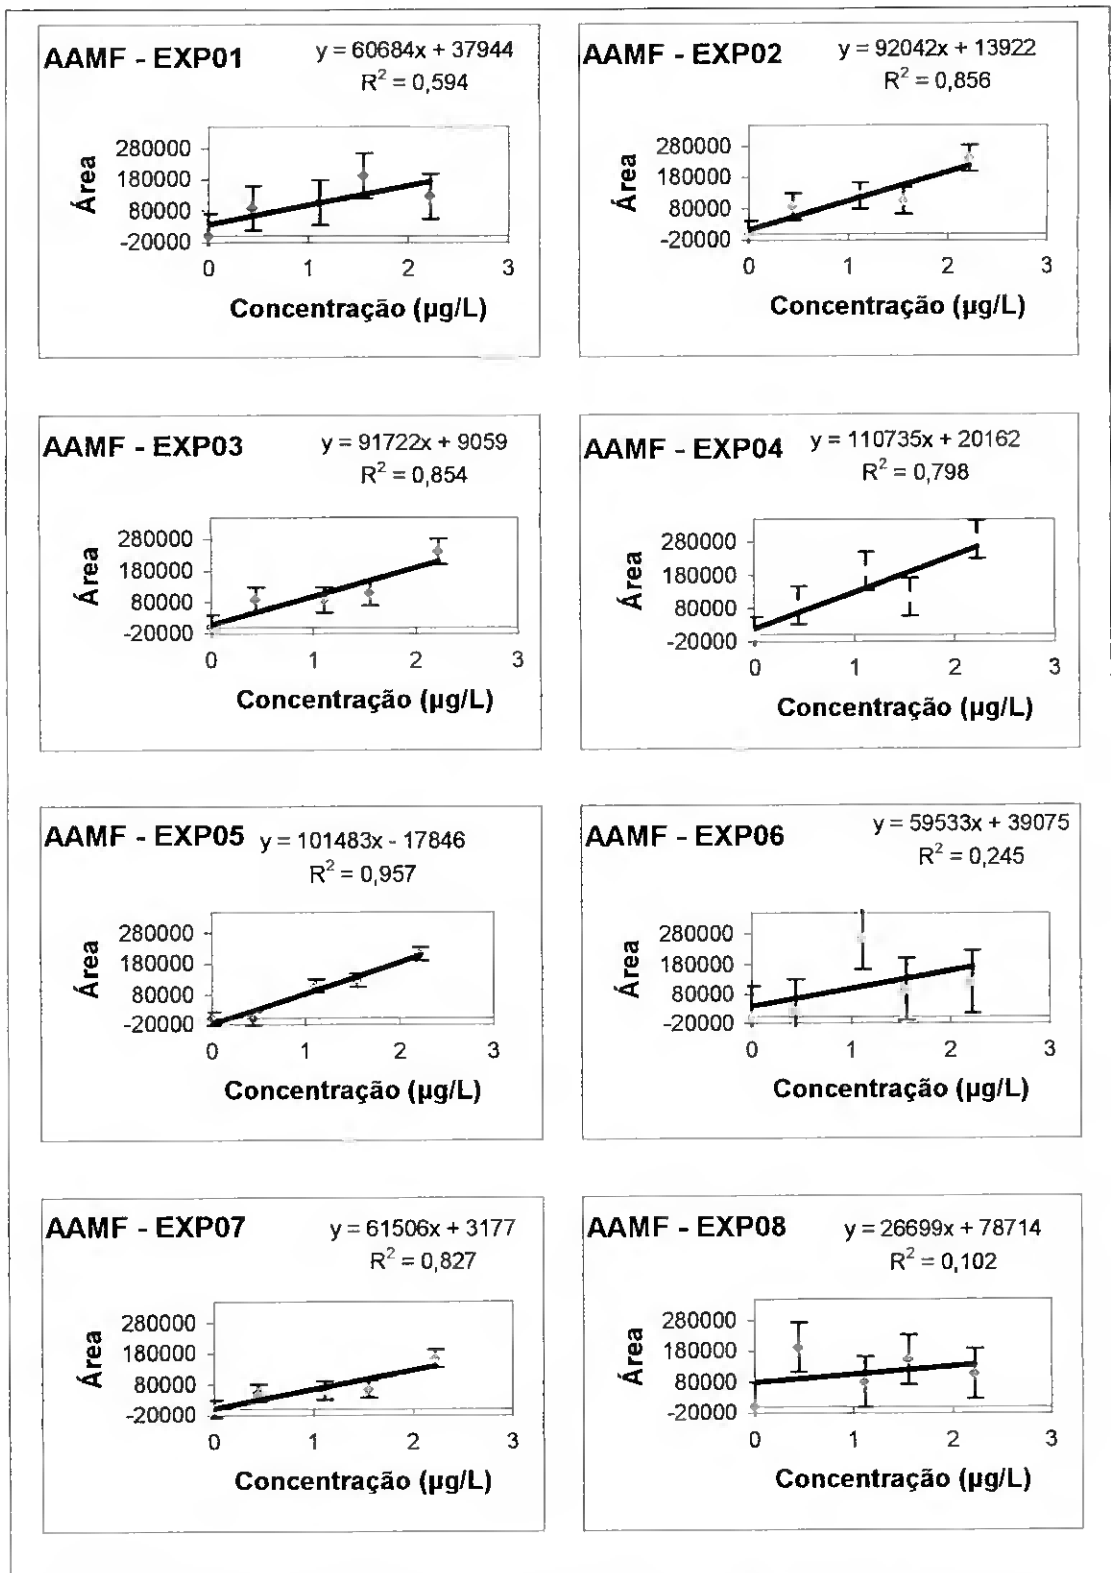 AAMF - EXP01
y = 60684x + 37944
R² = 0,594
Área
280000
180000
80000
-20000
0 1 2 3
Concentração (µg/L)
AAMF - EXP02
y = 92042x + 13922
R² = 0,856
Área
280000
180000
80000
-20000
0 1 2 3
Concentração (µg/L)
AAMF - EXP03
y = 91722x + 9059
R² = 0,854
Área
280000
180000
80000
-20000
0 1 2 3
Concentração (µg/L)
AAMF - EXP04
y = 110735x + 20162
R² = 0,798
Área
280000
180000
80000
-20000
0 1 2 3
Concentração (µg/L)
AAMF - EXP05
y = 101483x - 17846
R² = 0,957
Área
280000
180000
80000
-20000
0 1 2 3
Concentração (µg/L)
AAMF - EXP06
y = 59533x + 39075
R² = 0,245
Área
280000
180000
80000
-20000
0 1 2 3
Concentração (µg/L)
AAMF - EXP07
y = 61506x + 3177
R² = 0,827
Área
280000
180000
80000
-20000
0 1 2 3
Concentração (µg/L)
AAMF - EXP08
y = 26699x + 78714
R² = 0,102
Área
280000
180000
80000
-20000
0 1 2 3
Concentração (µg/L)